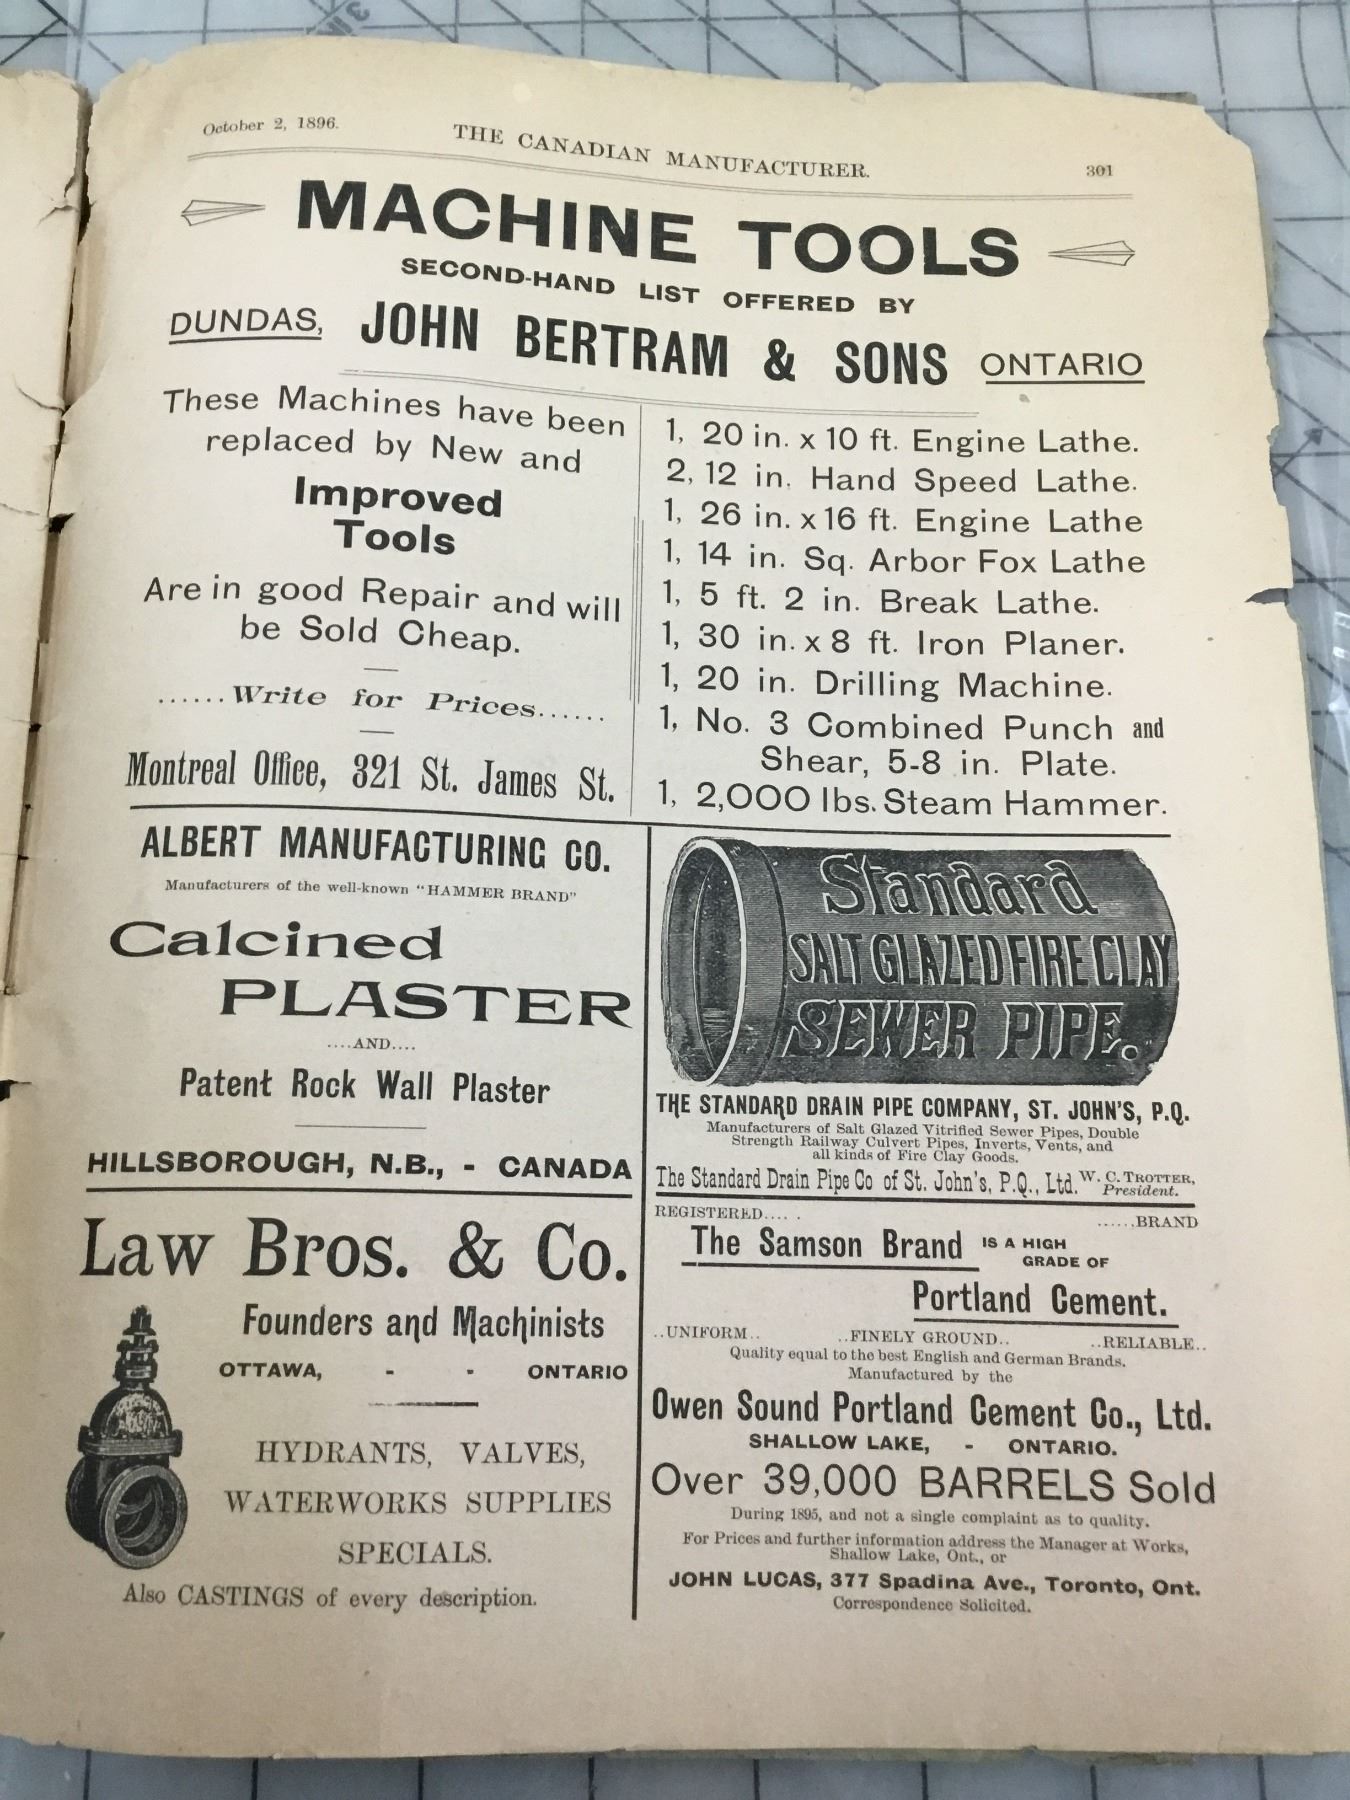 October 2, 1896. THE CANADIAN MANUFACTURER. 301
MACHINE TOOLS
SECOND-HAND LIST OFFERED BY
DUNDAS, JOHN BERTRAM & SONS ONTARIO
These Machines have been
replaced by New and
Improved
Tools
Are in good Repair and will
be Sold Cheap.
......Write for Prices......
Montreal Office, 321 St. James St.
1, 20 in. x 10 ft. Engine Lathe.
2, 12 in. Hand Speed Lathe.
1, 26 in. x 16 ft. Engine Lathe
1, 14 in. Sq. Arbor Fox Lathe
1, 5 ft. 2 in. Break Lathe.
1, 30 in. x 8 ft. Iron Planer.
1, 20 in. Drilling Machine.
1, No. 3 Combined Punch and
Shear, 5-8 in. Plate.
1, 2,000 lbs. Steam Hammer.
ALBERT MANUFACTURING CO.
Manufacturers of the well-known "HAMMER BRAND"
Calcined
PLASTER
....AND....
Patent Rock Wall Plaster
HILLSBOROUGH, N.B., - CANADA
Law Bros. & Co.
Founders and Machinists
OTTAWA, - - ONTARIO
HYDRANTS, VALVES,
WATERWORKS SUPPLIES
SPECIALS.
Also CASTINGS of every description.
Standard
SALT GLAZED FIRE CLAY
SEWER PIPE.
THE STANDARD DRAIN PIPE COMPANY, ST. JOHN'S, P.Q.
Manufacturers of Salt Glazed Vitrified Sewer Pipes, Double
Strength Railway Culvert Pipes, Inverts, Vents, and
all kinds of Fire Clay Goods.
The Standard Drain Pipe Co of St. John's, P.Q., Ltd. W. C. TROTTER,
President.
REGISTERED.... . ......BRAND
The Samson Brand IS A HIGH
GRADE OF
Portland Cement.
..UNIFORM.. ..FINELY GROUND.. ..RELIABLE..
Quality equal to the best English and German Brands.
Manufactured by the
Owen Sound Portland Cement Co., Ltd.
SHALLOW LAKE, - ONTARIO.
Over 39,000 BARRELS Sold
During 1895, and not a single complaint as to quality.
For Prices and further information address the Manager at Works,
Shallow Lake, Ont., or
JOHN LUCAS, 377 Spadina Ave., Toronto, Ont.
Correspondence Solicited.